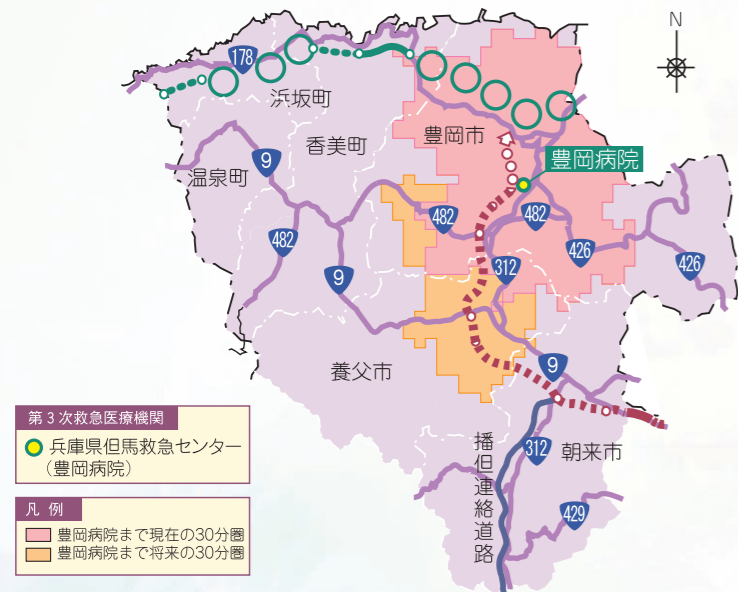 N
178
浜坂町
豊岡市
香美町
豊岡病院
9
温泉町
482
482
482
426
426
312
9
9
養父市
第3次救急医療機関
兵庫県但馬救急センター
（豊岡病院）
播但連絡道路
312
朝来市
凡 例
429
豊岡病院まで現在の30分圏
豊岡病院まで将来の30分圏